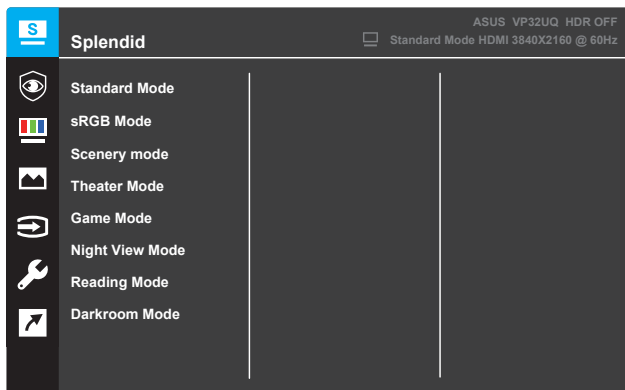 S
ASUS VP32UQ HDR OFF
Splendid
Standard Mode HDMI 3840X2160 @ 60Hz
Standard Mode
sRGB Mode
Scenery mode
Theater Mode
Game Mode
Night View Mode
Reading Mode
Darkroom Mode